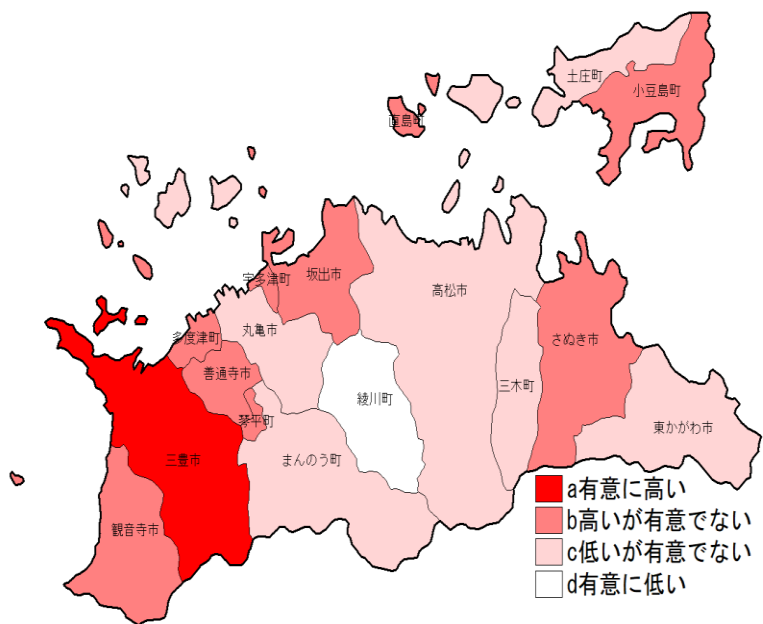 土庄町
小豆島町
直島町
宇多津町
坂出市
高松市
多度津町
丸亀市
さぬき市
善通寺市
三木町
綾川町
琴平町
東かがわ市
三豊市
まんのう町
観音寺市
a有意に高い
b高いが有意でない
c低いが有意でない
d有意に低い